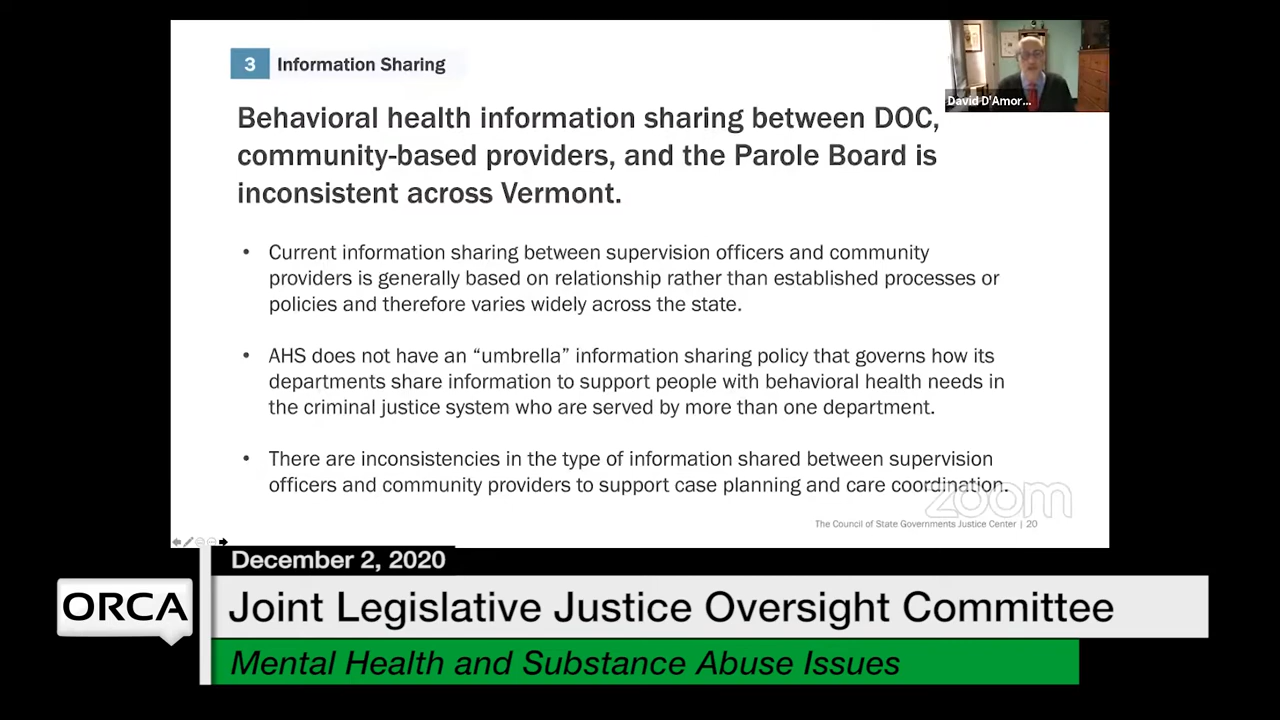 3 Information Sharing
David D'Amor...
Behavioral health information sharing between DOC,
community-based providers, and the Parole Board is
inconsistent across Vermont.
• Current information sharing between supervision officers and community
providers is generally based on relationship rather than established processes or
policies and therefore varies widely across the state.
• AHS does not have an “umbrella” information sharing policy that governs how its
departments share information to support people with behavioral health needs in
the criminal justice system who are served by more than one department.
• There are inconsistencies in the type of information shared between supervision
officers and community providers to support case planning and care coordination.
zoom
The Council of State Governments Justice Center | 20
December 2, 2020
ORCA
Joint Legislative Justice Oversight Committee
Mental Health and Substance Abuse Issues